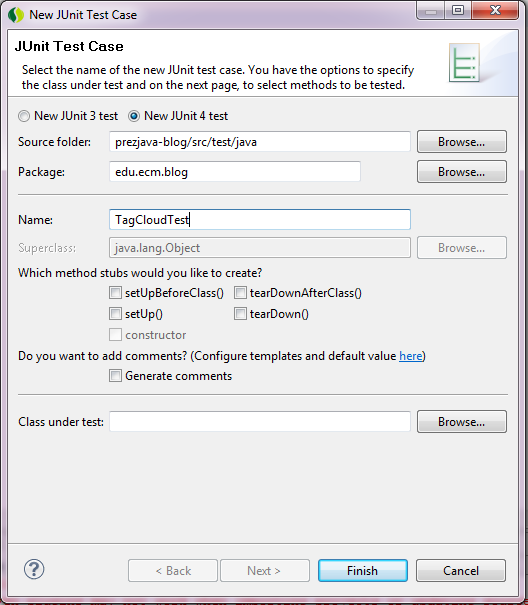 New JUnit Test Case
JUnit Test Case
Select the name of the new JUnit test case. You have the options to specify
the class under test and on the next page, to select methods to be tested.
New JUnit 3 test New JUnit 4 test
Source folder: prezjava-blog/src/test/java Browse...
Package: edu.ecm.blog Browse...
Name: TagCloudTest
Superclass: java.lang.Object Browse...
Which method stubs would you like to create?
setUpBeforeClass() tearDownAfterClass()
setUp() tearDown()
constructor
Do you want to add comments? (Configure templates and default value here)
Generate comments
Class under test: Browse...
? < Back Next > Finish Cancel